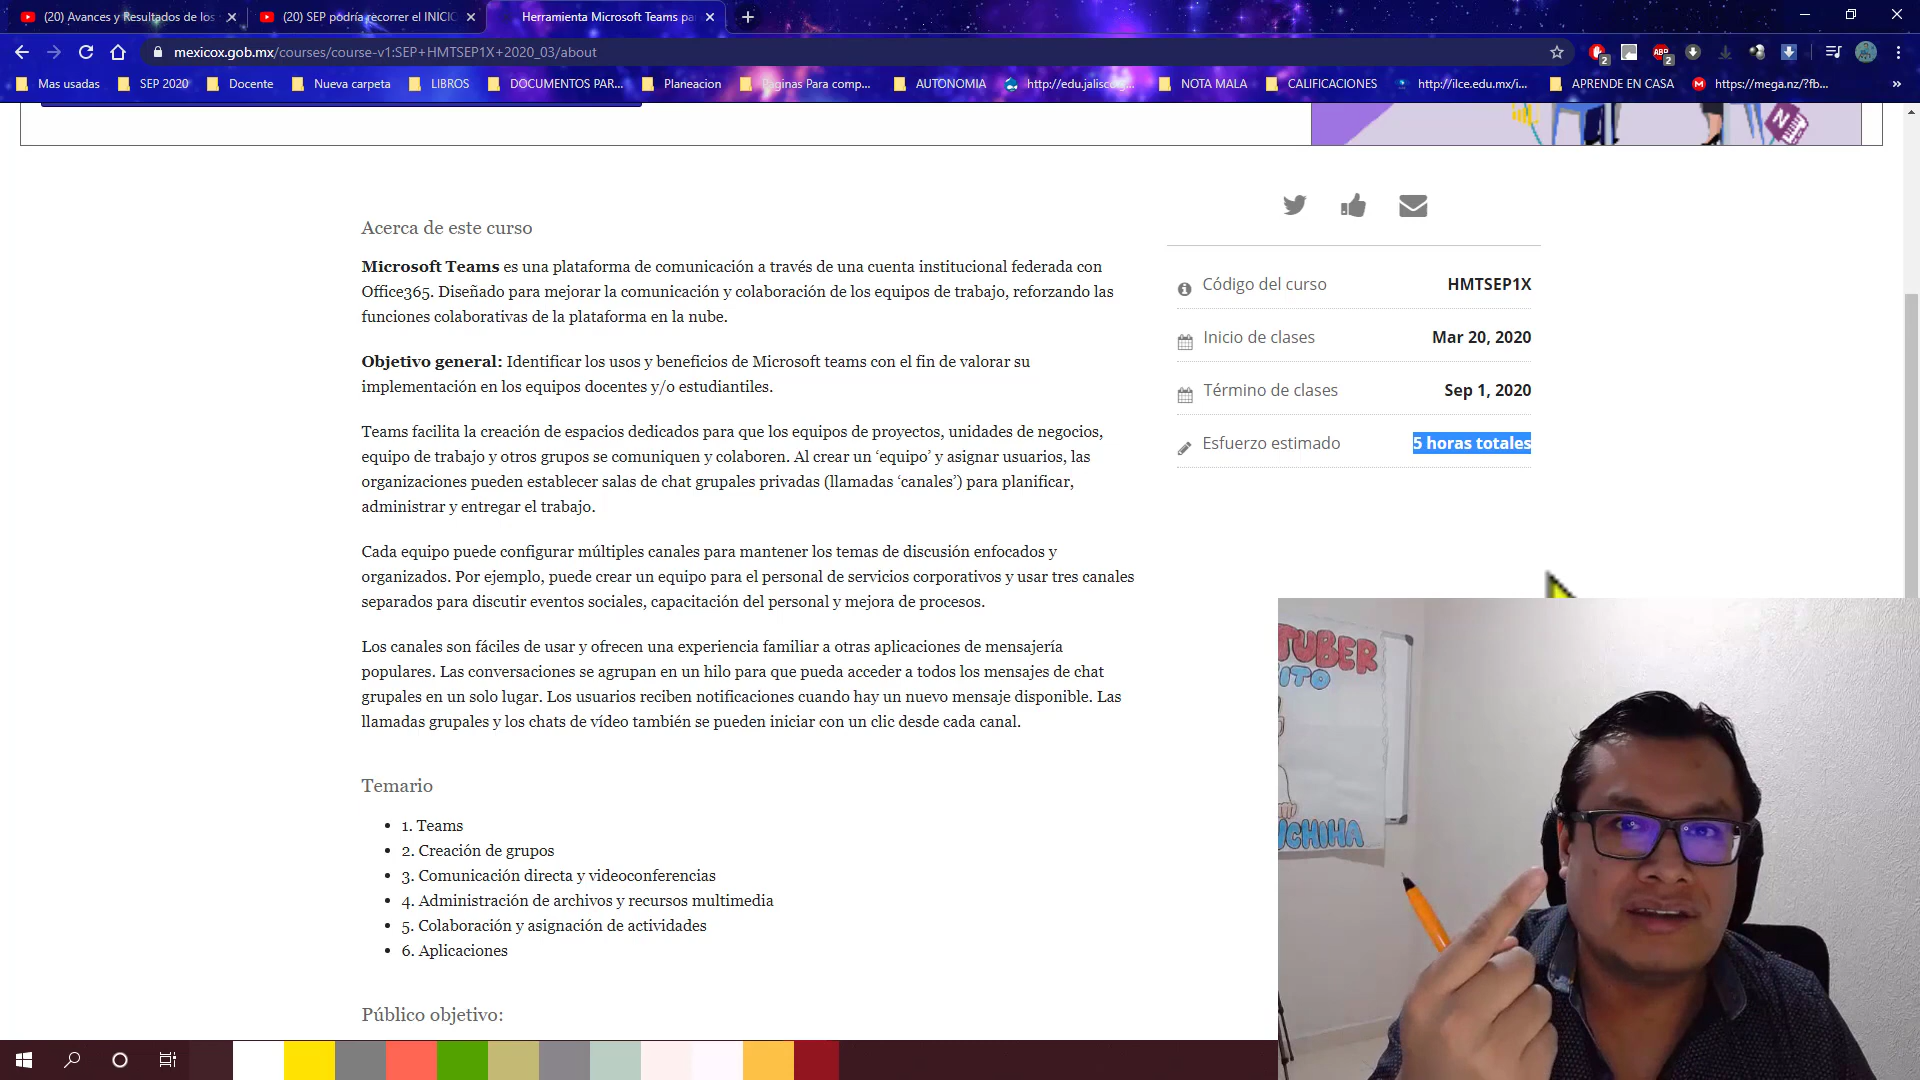 (20) Avances y Resultados de los
(20) SEP podría recorrer el INICIO
Herramienta Microsoft Teams pa
mexicox.gob.mx/courses/course-v1:SEP+HMTSEP1X+2020_03/about
2
ABP
2
Mas usadas
SEP 2020
Docente
Nueva carpeta
LIBROS
DOCUMENTOS PAR...
Planeacion
Paginas Para comp...
AUTONOMIA
http://edu.jalisco.g...
NOTA MALA
CALIFICACIONES
http://ilce.edu.mx/i...
APRENDE EN CASA
https://mega.nz/?fb...
N
Acerca de este curso
Microsoft Teams es una plataforma de comunicación a través de una cuenta institucional federada con
Office365. Diseñado para mejorar la comunicación y colaboración de los equipos de trabajo, reforzando las
funciones colaborativas de la plataforma en la nube.
Objetivo general: Identificar los usos y beneficios de Microsoft teams con el fin de valorar su
implementación en los equipos docentes y/o estudiantiles.
Teams facilita la creación de espacios dedicados para que los equipos de proyectos, unidades de negocios,
equipo de trabajo y otros grupos se comuniquen y colaboren. Al crear un ‘equipo’ y asignar usuarios, las
organizaciones pueden establecer salas de chat grupales privadas (llamadas ‘canales’) para planificar,
administrar y entregar el trabajo.
Cada equipo puede configurar múltiples canales para mantener los temas de discusión enfocados y
organizados. Por ejemplo, puede crear un equipo para el personal de servicios corporativos y usar tres canales
separados para discutir eventos sociales, capacitación del personal y mejora de procesos.
Los canales son fáciles de usar y ofrecen una experiencia familiar a otras aplicaciones de mensajería
populares. Las conversaciones se agrupan en un hilo para que pueda acceder a todos los mensajes de chat
grupales en un solo lugar. Los usuarios reciben notificaciones cuando hay un nuevo mensaje disponible. Las
llamadas grupales y los chats de vídeo también se pueden iniciar con un clic desde cada canal.
Temario
1. Teams
2. Creación de grupos
3. Comunicación directa y videoconferencias
4. Administración de archivos y recursos multimedia
5. Colaboración y asignación de actividades
6. Aplicaciones
Público objetivo:
Código del curso HMTSEP1X
Inicio de clases Mar 20, 2020
Término de clases Sep 1, 2020
Esfuerzo estimado 5 horas totales
TUBER
ITO
UCHIHA